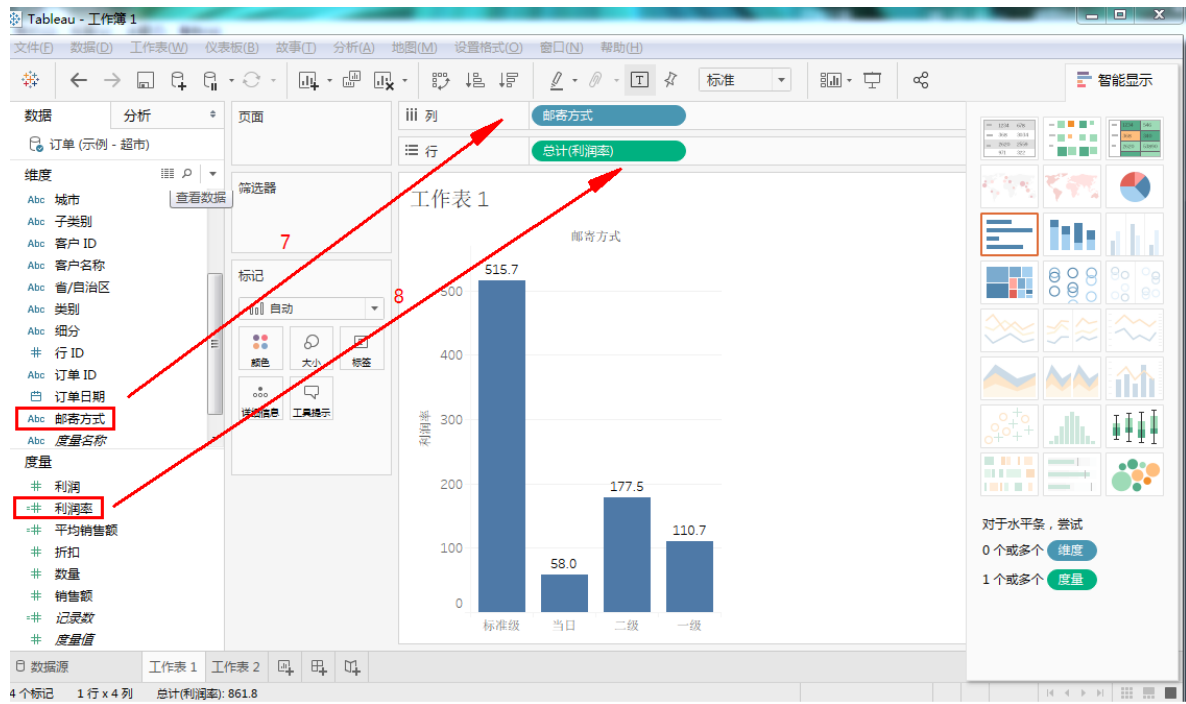 Tableau - 工作簿 1
文件(F) 数据(D) 工作表(W) 仪表板(B) 故事(T) 分析(A) 地图(M) 设置格式(O) 窗口(N) 帮助(H)
标准
智能显示
数据 分析
订单 (示例 - 超市)
维度
查看数据
Abc 城市
Abc 子类别
Abc 客户 ID
Abc 客户名称
Abc 省/自治区
Abc 类别
Abc 细分
# 行 ID
Abc 订单 ID
订单日期
Abc 邮寄方式
Abc 度量名称
度量
# 利润
=# 利润率
=# 平均销售额
# 折扣
# 数量
# 销售额
=# 记录数
# 度量值
页面
筛选器
7
标记
自动
颜色 大小 标签
详细信息 工具提示
8
iii 列 邮寄方式
行 总计(利润率)
工作表 1
邮寄方式
利润率
500
400
300
200
100
0
515.7
58.0
177.5
110.7
标准级 当日 二级 一级
对于水平条，尝试
0 个或多个 维度
1 个或多个 度量
数据源 工作表 1 工作表 2
4 个标记 1 行 x 4 列 总计(利润率): 861.8